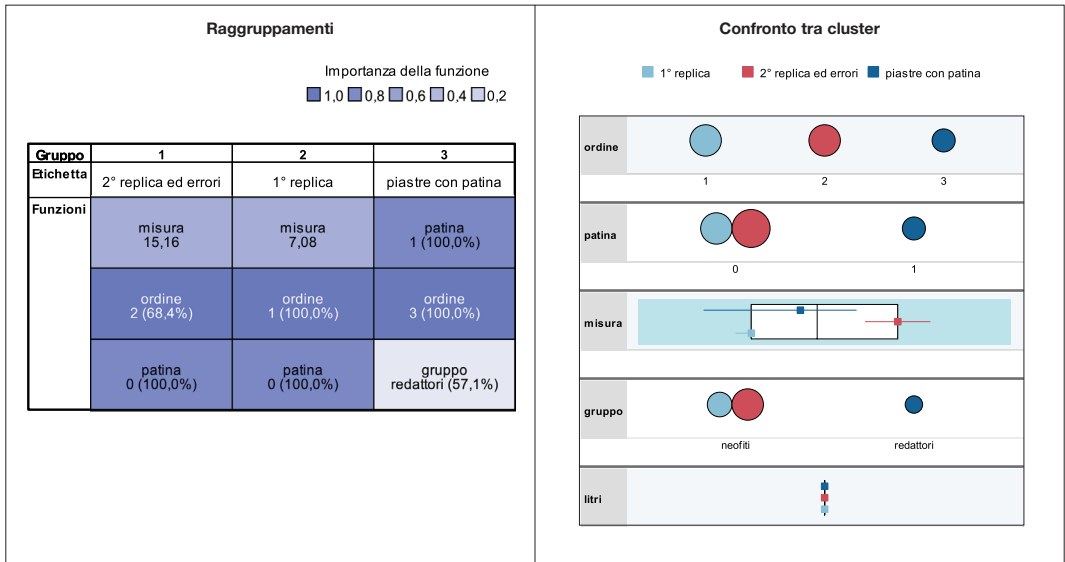 Raggruppamenti
Importanza della funzione
1,0 0,8 0,6 0,4 0,2
Gruppo 1 2 3
Etichetta 2° replica ed errori 1° replica piastre con patina
Funzioni
misura
15,16
misura
7,08
patina
1 (100,0%)
ordine
2 (68,4%)
ordine
1 (100,0%)
ordine
3 (100,0%)
patina
0 (100,0%)
patina
0 (100,0%)
gruppo
redattori (57,1%)
Confronto tra cluster
1° replica 2° replica ed errori piastre con patina
ordine
1 2 3
patina
0 1
misura
gruppo
neofiti redattori
litri